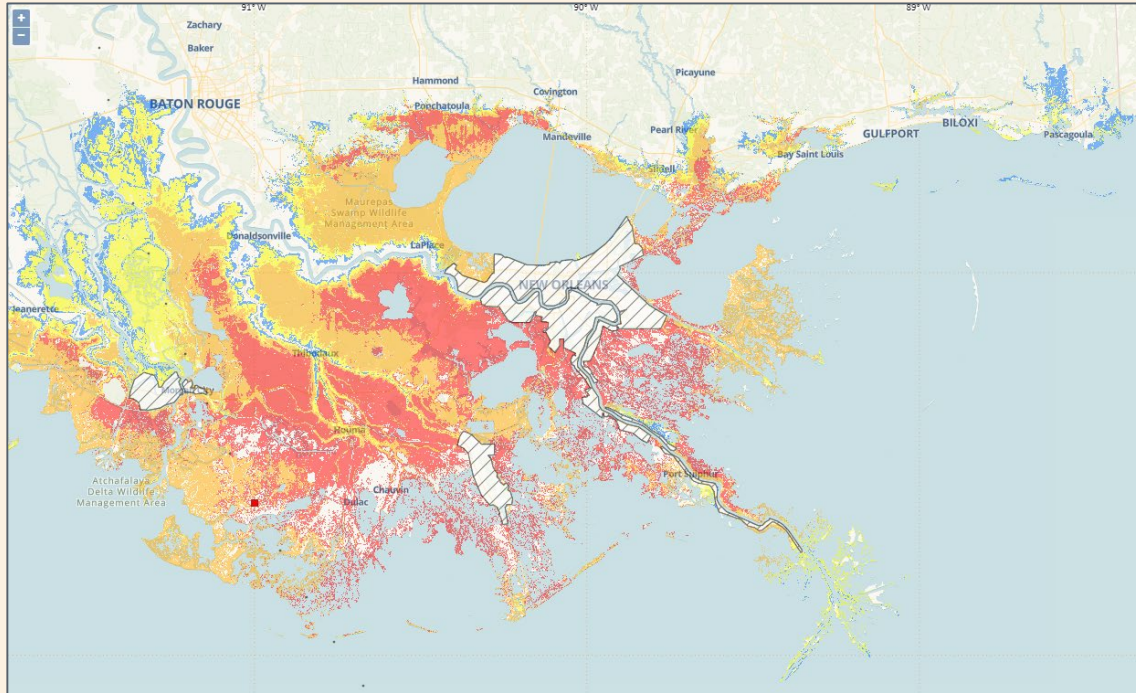 91° W
90° W
89° W
+
−
Zachary
Baker
BATON ROUGE
Hammond
Ponchatoula
Covington
Mandeville
Picayune
Pearl River
Slidell
GULFPORT
BILOXI
Pascagoula
Bay Saint Louis
Maurepas
Swamp Wildlife
Management Area
Donaldsonville
LaPlace
NEW ORLEANS
Jeanerette
Thibodaux
Houma
Port Sulphur
Atchafalaya
Delta Wildlife
Management Area
Chauvin
Dulac